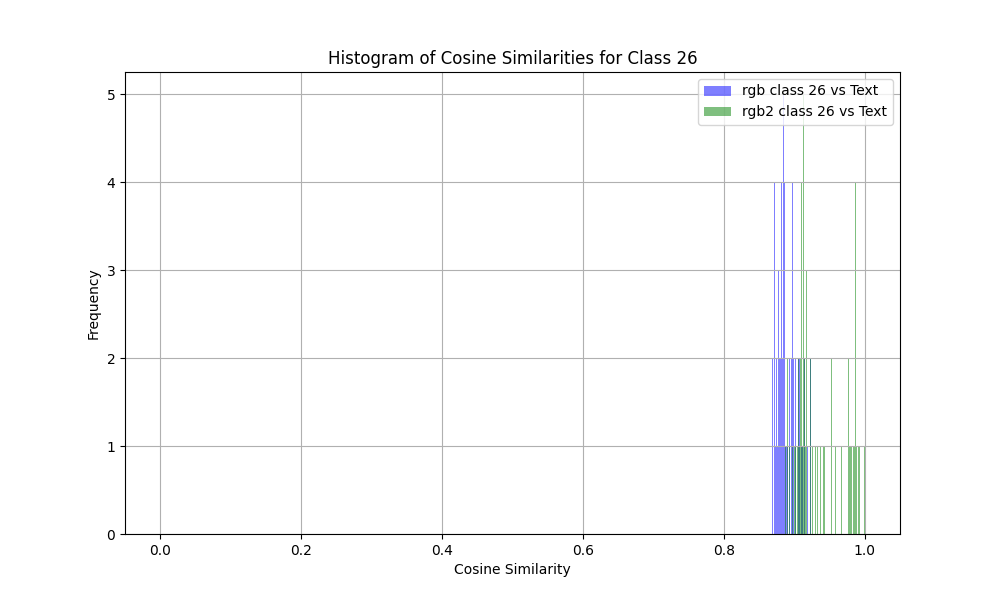 Histogram of Cosine Similarities for Class 26
rgb class 26 vs Text
rgb2 class 26 vs Text
5
4
3
2
1
0
Frequency
0.0 0.2 0.4 0.6 0.8 1.0
Cosine Similarity